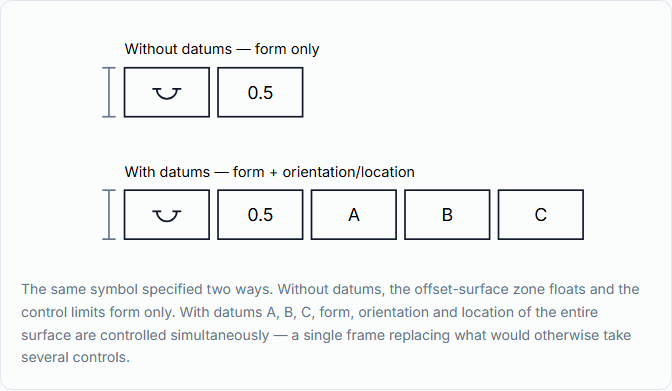 Without datums — form only
0.5
With datums — form + orientation/location
0.5 A B C
The same symbol specified two ways. Without datums, the offset-surface zone floats and the
control limits form only. With datums A, B, C, form, orientation and location of the entire
surface are controlled simultaneously — a single frame replacing what would otherwise take
several controls.